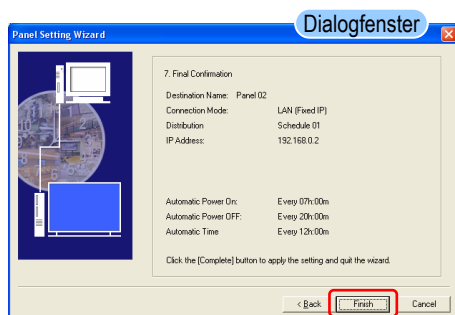 Dialogfenster
Panel Setting Wizard
7. Final Confirmation
Destination Name: Panel 02
Connection Mode: LAN (Fixed IP)
Distribution Schedule 01
IP Address: 192.168.0.2
Automatic Power On: Every 07h:00m
Automatic Power OFF: Every 20h:00m
Automatic Time Every 12h:00m
Click the [Complete] button to apply the setting and quit the wizard.
< Back Finish Cancel